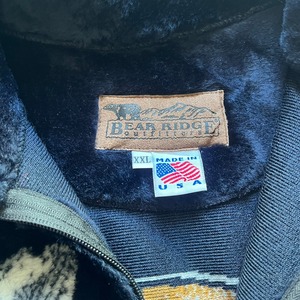 BEAR RIDGE
outfitters
XXL
MADE IN
USA